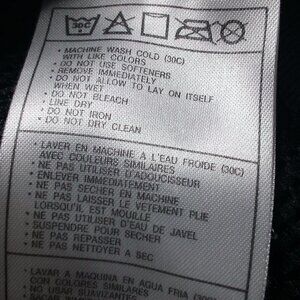 30C
• MACHINE WASH COLD (30C)
WITH LIKE COLORS
• DO NOT USE SOFTENERS
• REMOVE IMMEDIATELY
• DO NOT ALLOW TO LAY ON ITSELF
WHEN WET
• DO NOT BLEACH
• LINE DRY
• DO NOT IRON
• DO NOT DRY CLEAN
• LAVER EN MACHINE A L'EAU FROIDE (30C)
AVEC COULEURS SIMILAIRES
• NE PAS UTILISER D'ADOUCISSEUR
• ENLEVER IMMEDIATEMENT
• NE PAS SECHER EN MACHINE
• NE PAS LAISSER LE VETEMENT PLIE
LORSQU'IL EST MOUILLE
• NE PAS UTILISER D'EAU DE JAVEL
• SUSPENDRE POUR SECHER
• NE PAS REPASSER
• NE PAS NETTOYER A SEC
• LAVAR A MAQUINA EN AGUA FRIA
CON COLORES SIMILARES
• NO USAR SUAVIZANTES